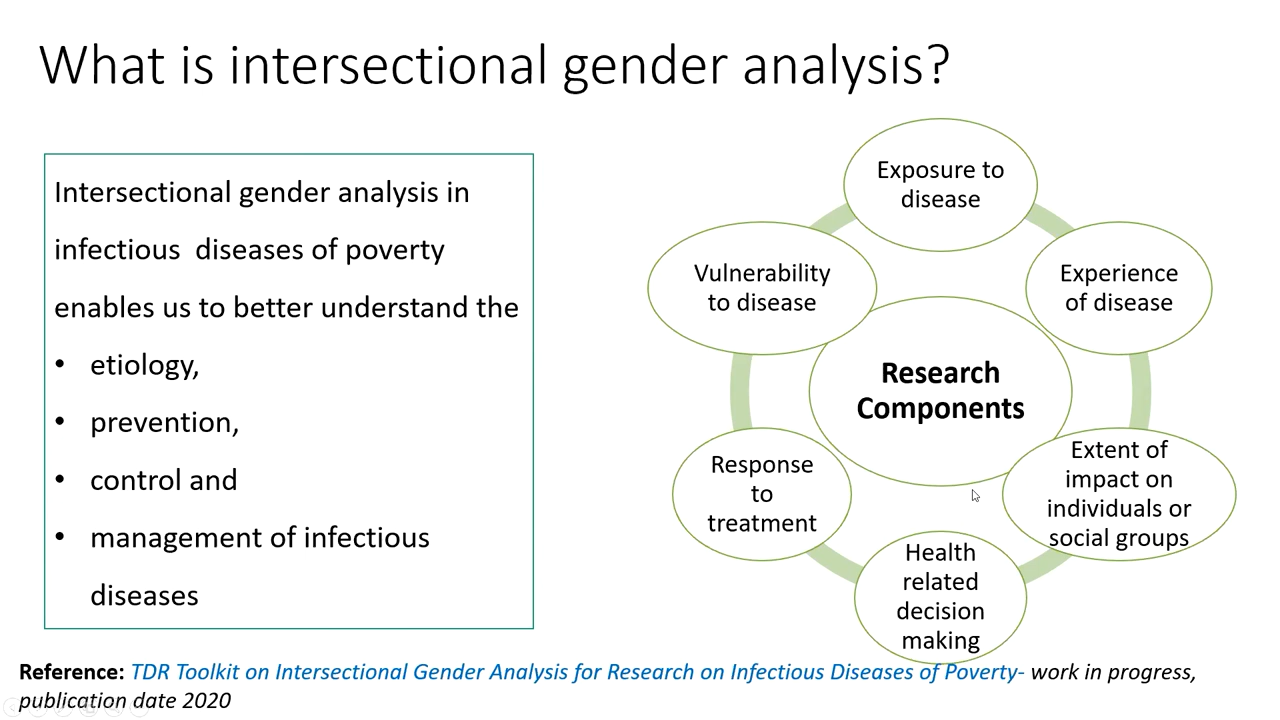 What is intersectional gender analysis?
Intersectional gender analysis in
infectious  diseases of poverty
enables us to better understand the
• etiology,
• prevention,
• control and
• management of infectious
diseases
Exposure to
disease
Experience
of disease
Extent of
impact on
individuals or
social groups
Health
related
decision
making
Response
to
treatment
Vulnerability
to disease
Research
Components
Reference: TDR Toolkit on Intersectional Gender Analysis for Research on Infectious Diseases of Poverty- work in progress,
publication date 2020